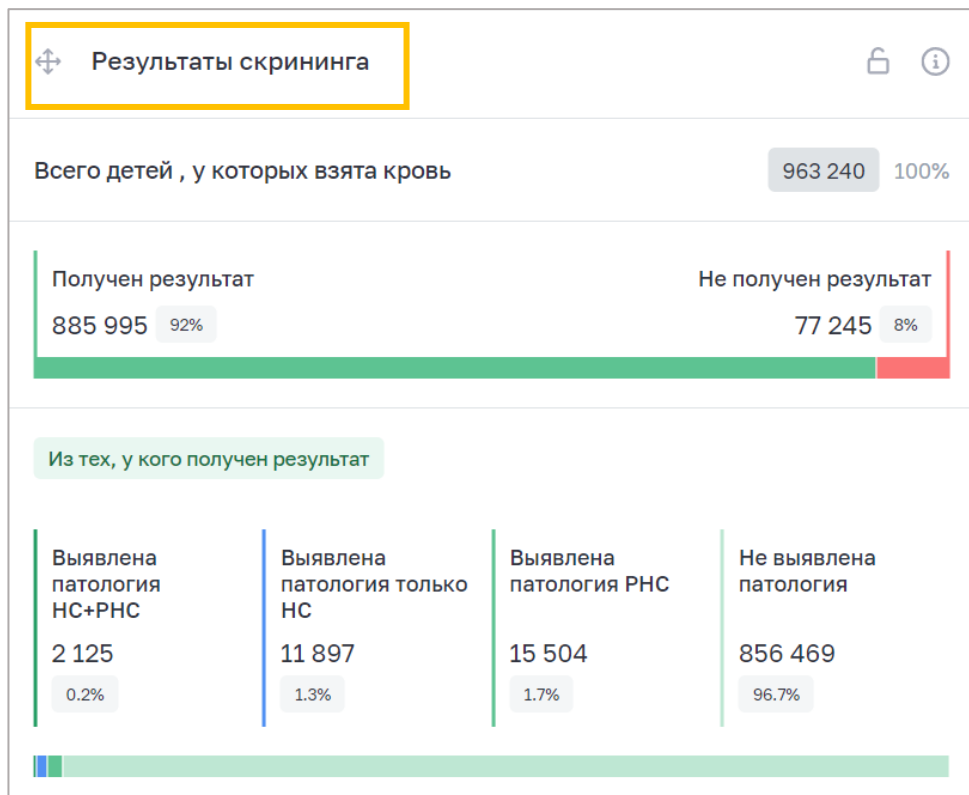 Результаты скрининга
Всего детей , у которых взята кровь 963 240 100%
Получен результат Не получен результат
885 995 92% 77 245 8%
Из тех, у кого получен результат
Выявлена патология НС+РНС
2 125
0.2%
Выявлена патология только НС
11 897
1.3%
Выявлена патология РНС
15 504
1.7%
Не выявлена патология
856 469
96.7%